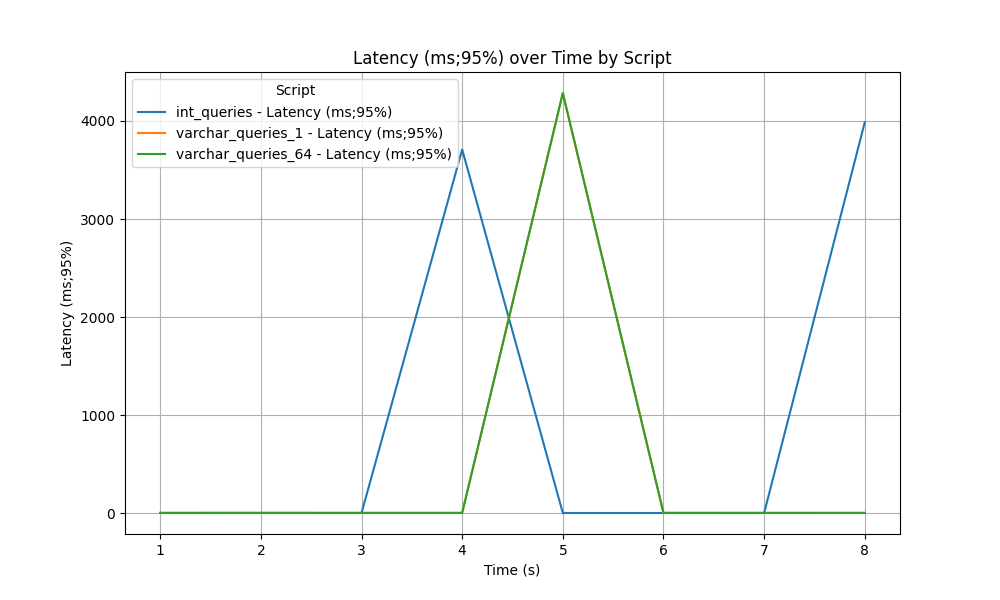 Latency (ms;95%) over Time by Script
Script
int_queries - Latency (ms;95%)
varchar_queries_1 - Latency (ms;95%)
varchar_queries_64 - Latency (ms;95%)
Latency (ms;95%)
4000
3000
2000
1000
0
1 2 3 4 5 6 7 8
Time (s)